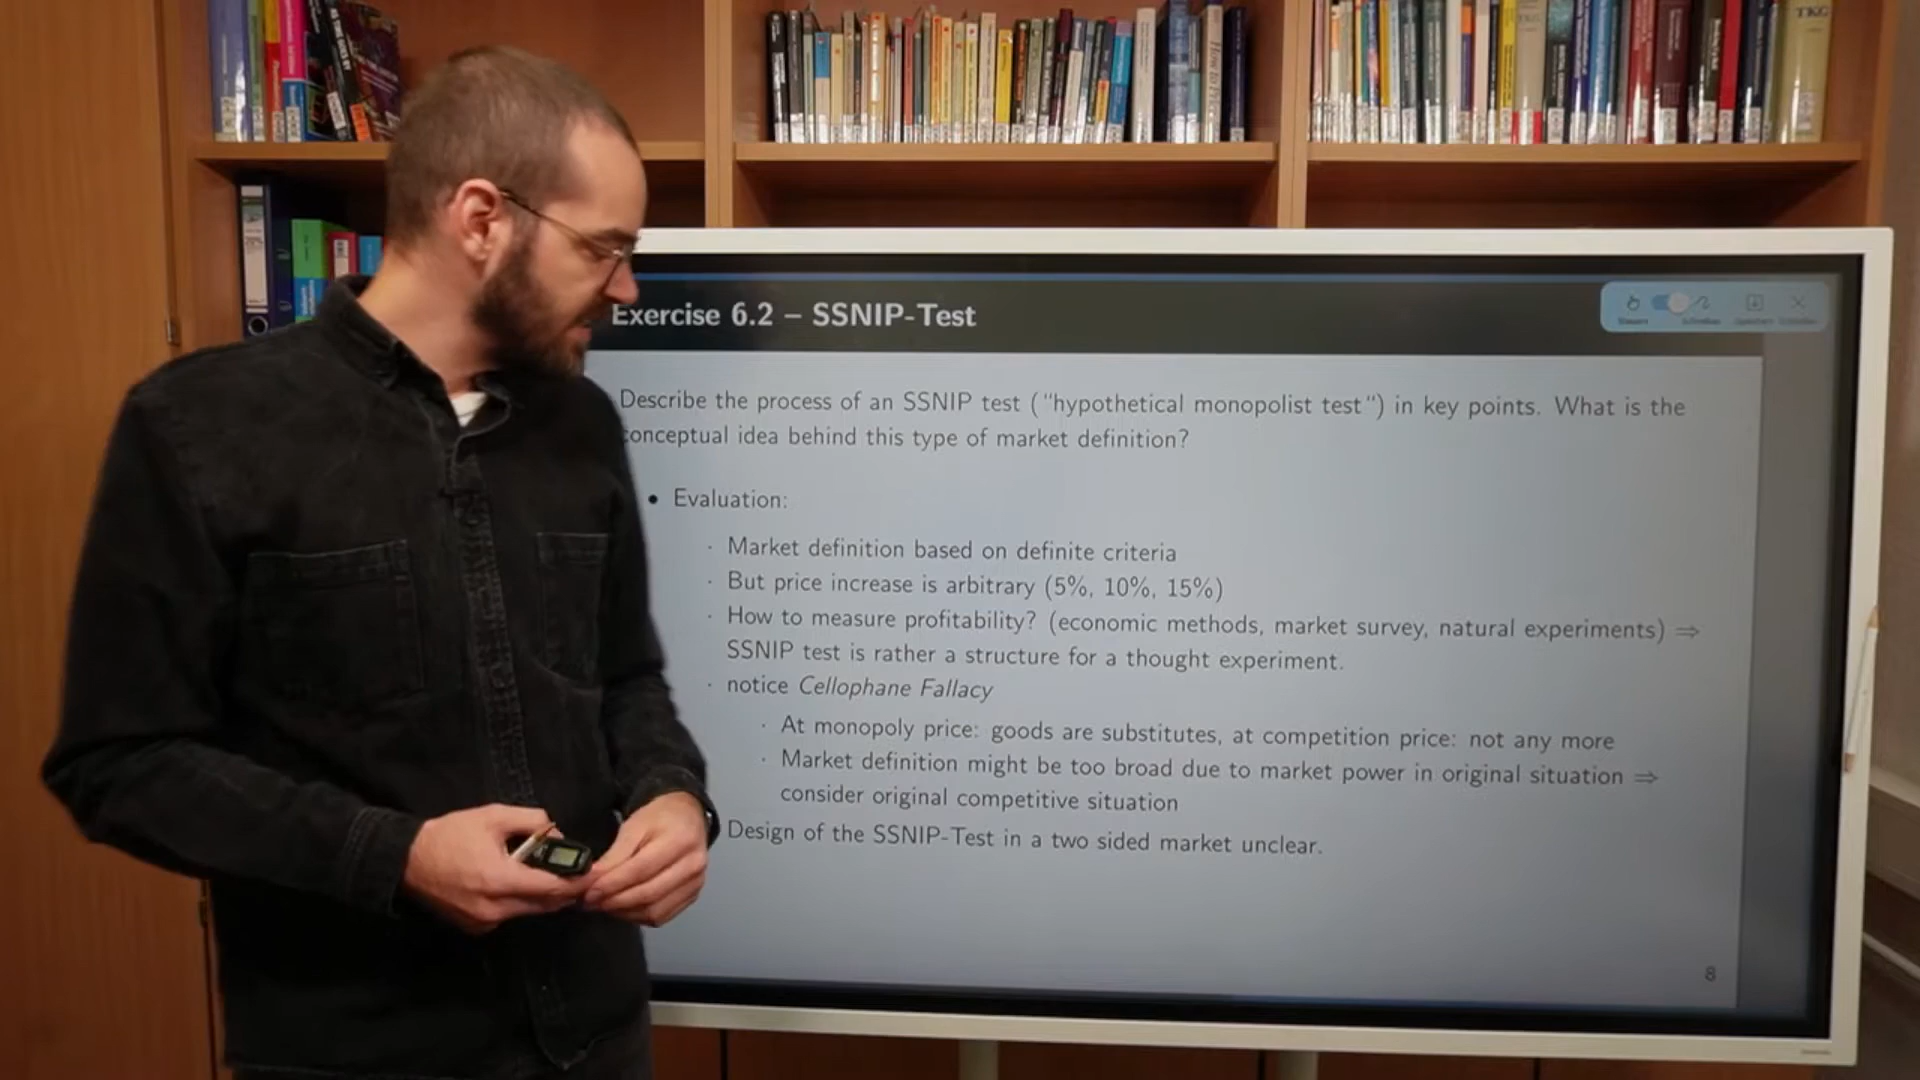 TKG
Exercise 6.2 – SSNIP-Test
Describe the process of an SSNIP test ("hypothetical monopolist test") in key points. What is the
conceptual idea behind this type of market definition?
• Evaluation:
· Market definition based on definite criteria
· But price increase is arbitrary (5%, 10%, 15%)
· How to measure profitability? (economic methods, market survey, natural experiments) ⇒
SSNIP test is rather a structure for a thought experiment.
· notice Cellophane Fallacy
· At monopoly price: goods are substitutes, at competition price: not any more
· Market definition might be too broad due to market power in original situation ⇒
consider original competitive situation
Design of the SSNIP-Test in a two sided market unclear.
8